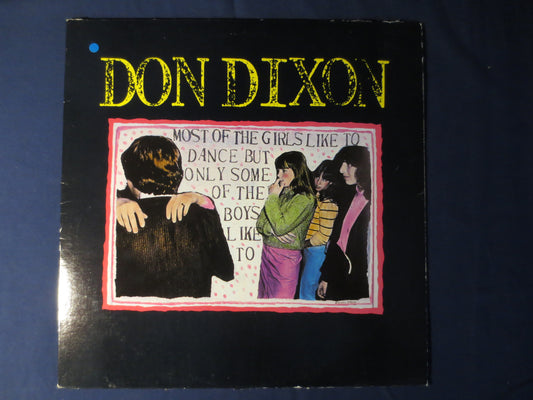 DON DIXON
MOST OF THE GIRLS LIKE TO
DANCE BUT
ONLY SOME
OF THE
BOYS
LIKE
TO